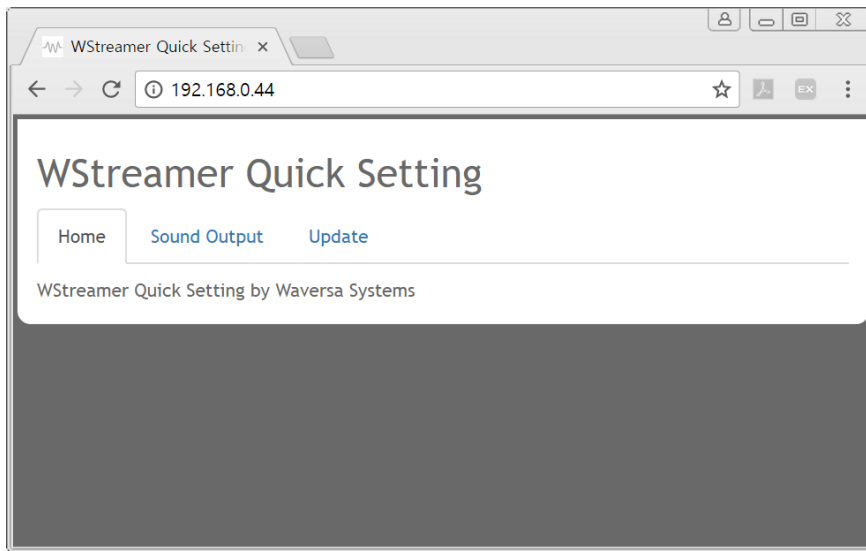 WStreamer Quick Settin
192.168.0.44
EX
WStreamer Quick Setting
Home Sound Output Update
WStreamer Quick Setting by Waversa Systems